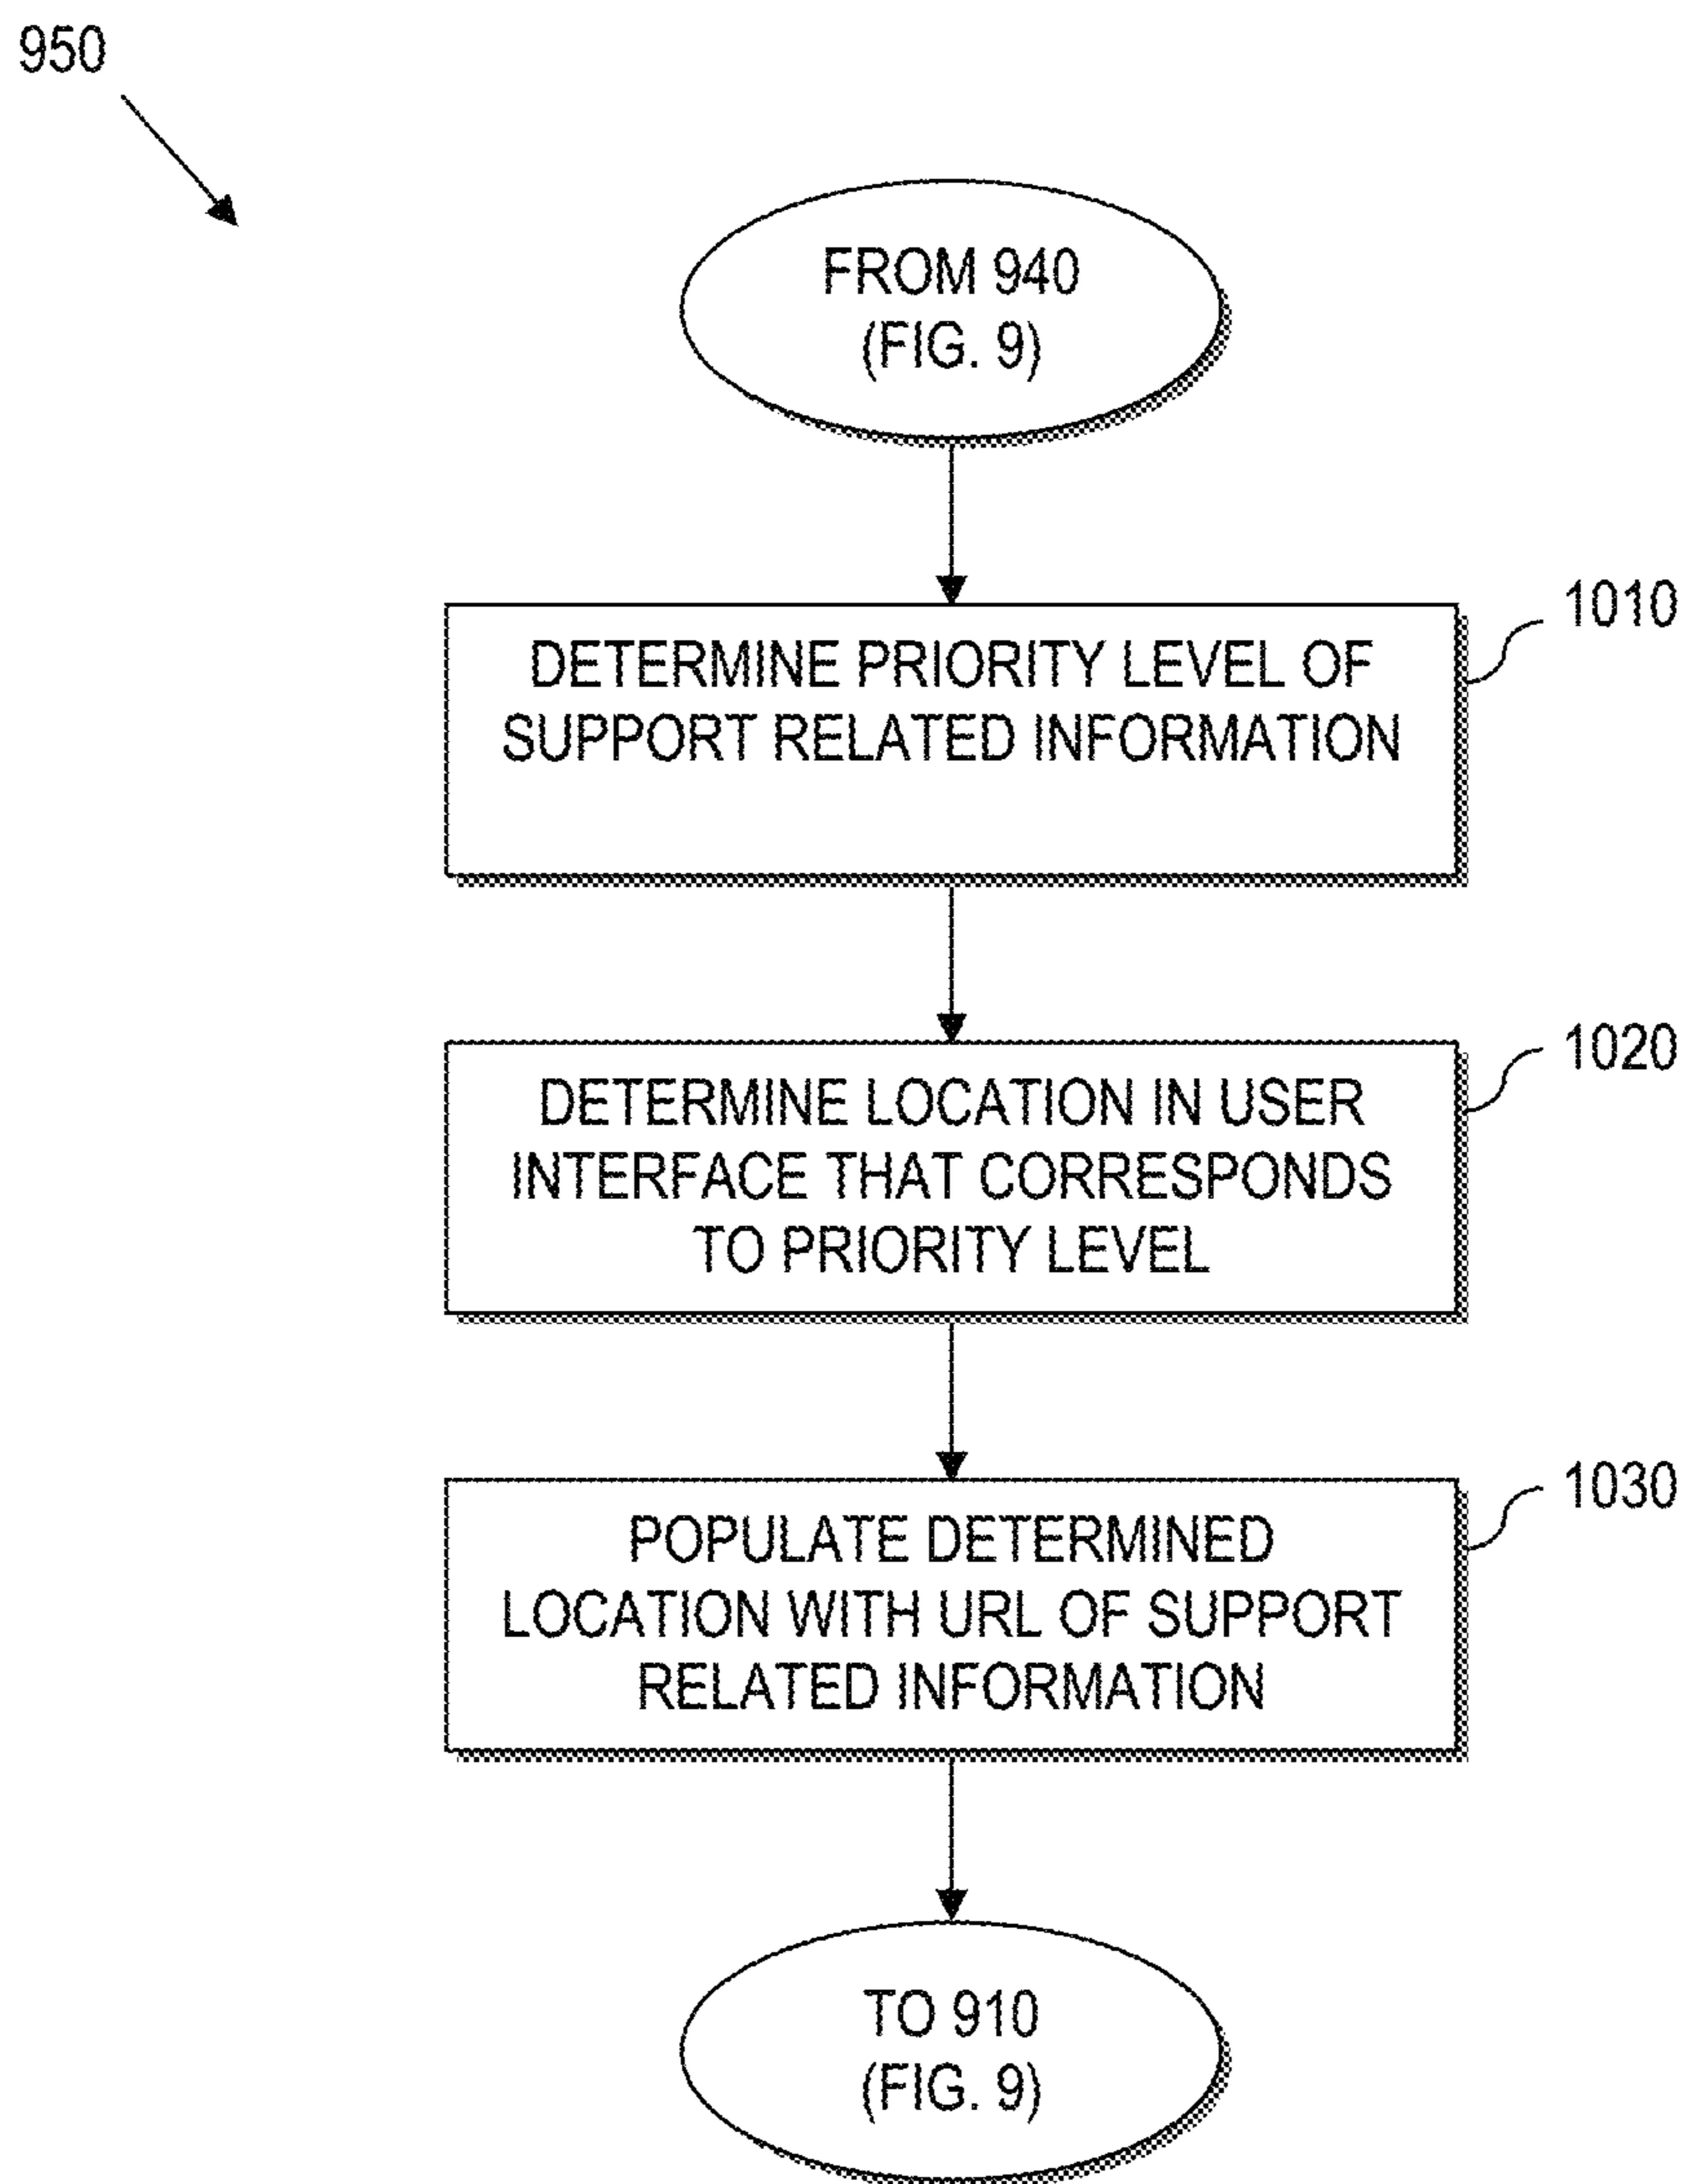 950
FROM 940
(FIG. 9)
1010
DETERMINE PRIORITY LEVEL OF
SUPPORT RELATED INFORMATION
1020
DETERMINE LOCATION IN USER
INTERFACE THAT CORRESPONDS
TO PRIORITY LEVEL
1030
POPULATE DETERMINED
LOCATION WITH URL OF SUPPORT
RELATED INFORMATION
TO 910
(FIG. 9)